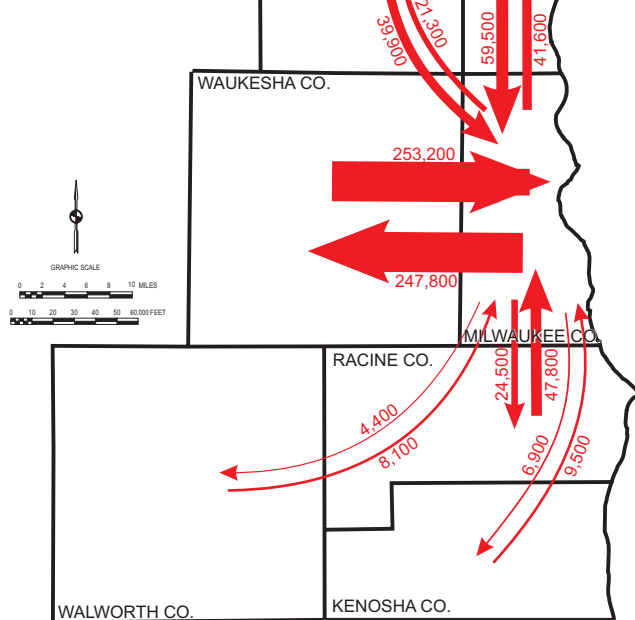 21,300
39,900
59,500
41,600
WAUKESHA CO.
253,200
247,800
GRAPHIC SCALE
0 2 4 6 8 10 MILES
0 10 20 30 40 50 60,000 FEET
MILWAUKEE CO.
RACINE CO.
24,500
47,800
4,400
8,100
6,900
9,500
WALWORTH CO.
KENOSHA CO.